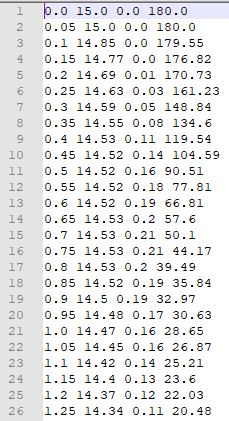 1 0.0 15.0 0.0 180.0
2 0.05 15.0 0.0 180.0
3 0.1 14.85 0.0 179.55
4 0.15 14.77 0.0 176.82
5 0.2 14.69 0.01 170.73
6 0.25 14.63 0.03 161.23
7 0.3 14.59 0.05 148.84
8 0.35 14.55 0.08 134.6
9 0.4 14.53 0.11 119.54
10 0.45 14.52 0.14 104.59
11 0.5 14.52 0.16 90.51
12 0.55 14.52 0.18 77.81
13 0.6 14.52 0.19 66.81
14 0.65 14.53 0.2 57.6
15 0.7 14.53 0.21 50.1
16 0.75 14.53 0.21 44.17
17 0.8 14.53 0.2 39.49
18 0.85 14.52 0.19 35.84
19 0.9 14.5 0.19 32.97
20 0.95 14.48 0.17 30.63
21 1.0 14.47 0.16 28.65
22 1.05 14.45 0.16 26.87
23 1.1 14.42 0.14 25.21
24 1.15 14.4 0.13 23.6
25 1.2 14.37 0.12 22.03
26 1.25 14.34 0.11 20.48